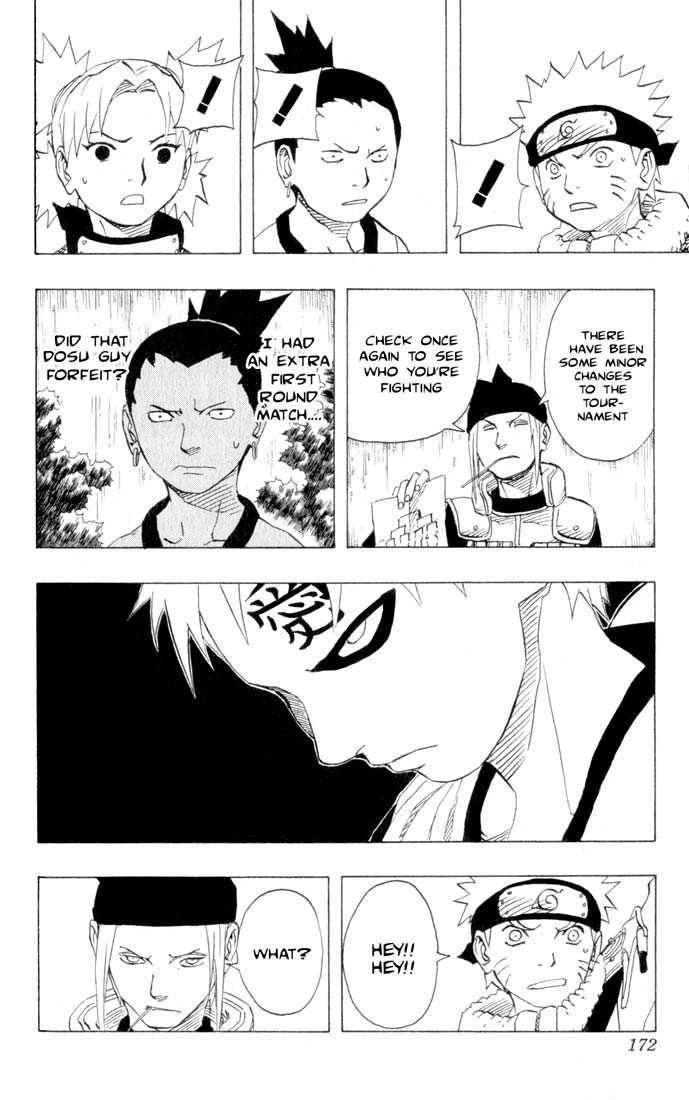 !
!
!
THERE
HAVE BEEN
SOME MINOR
CHANGES
TO THE
TOUR-
NAMENT
CHECK ONCE
AGAIN TO SEE
WHO YOU'RE
FIGHTING
I HAD
AN EXTRA
FIRST
ROUND
MATCH....
DID THAT
DOSU GUY
FORFEIT?
愛
HEY!!
HEY!!
WHAT?
172